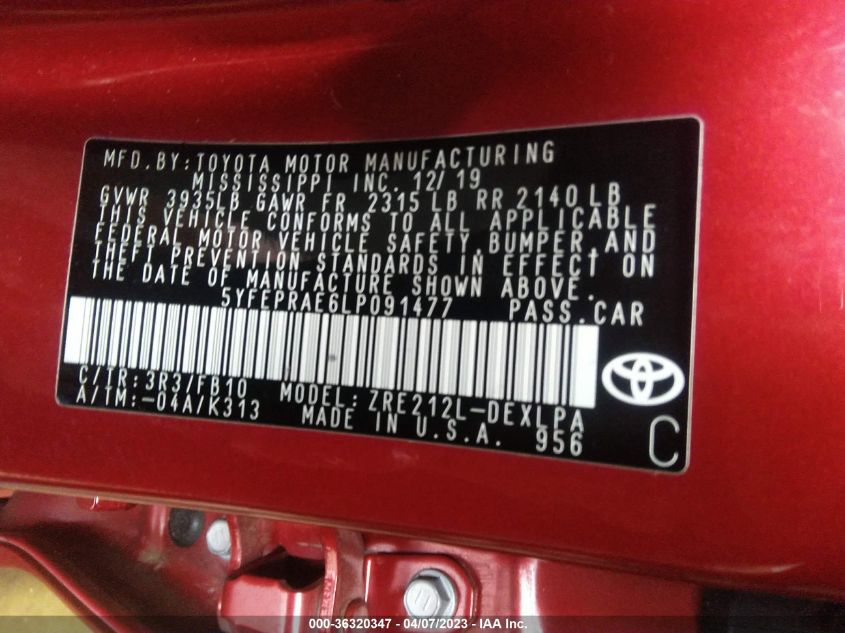 MFD.BY:TOYOTA MOTOR MANUFACTURING
MISSISSIPPI INC. 12/19
GVWR 3935LB GAWR FR 2315 LB RR 2140 LB
THIS VEHICLE CONFORMS TO ALL APPLICABLE
FEDERAL MOTOR VEHICLE SAFETY,BUMPER,AND
THEFT PREVENTION STANDARDS IN EFFECT ON
THE DATE OF MANUFACTURE SHOWN ABOVE.
5YFEPRAE6LP091477 PASS.CAR
C/TR:3R3/FB10 MODEL:ZRE212L-DEXLPA
A/TM:-04A/K313 MADE IN U.S.A. 956
C
000-36320347 - 04/07/2023 - IAA Inc.